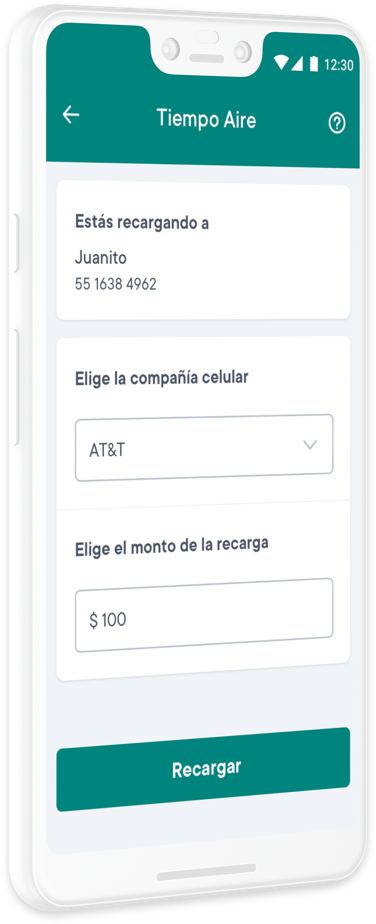 12:30
Tiempo Aire
Estás recargando a
Juanito
55 1638 4962
Elige la compañía celular
AT&T
Elige el monto de la recarga
$ 100
Recargar